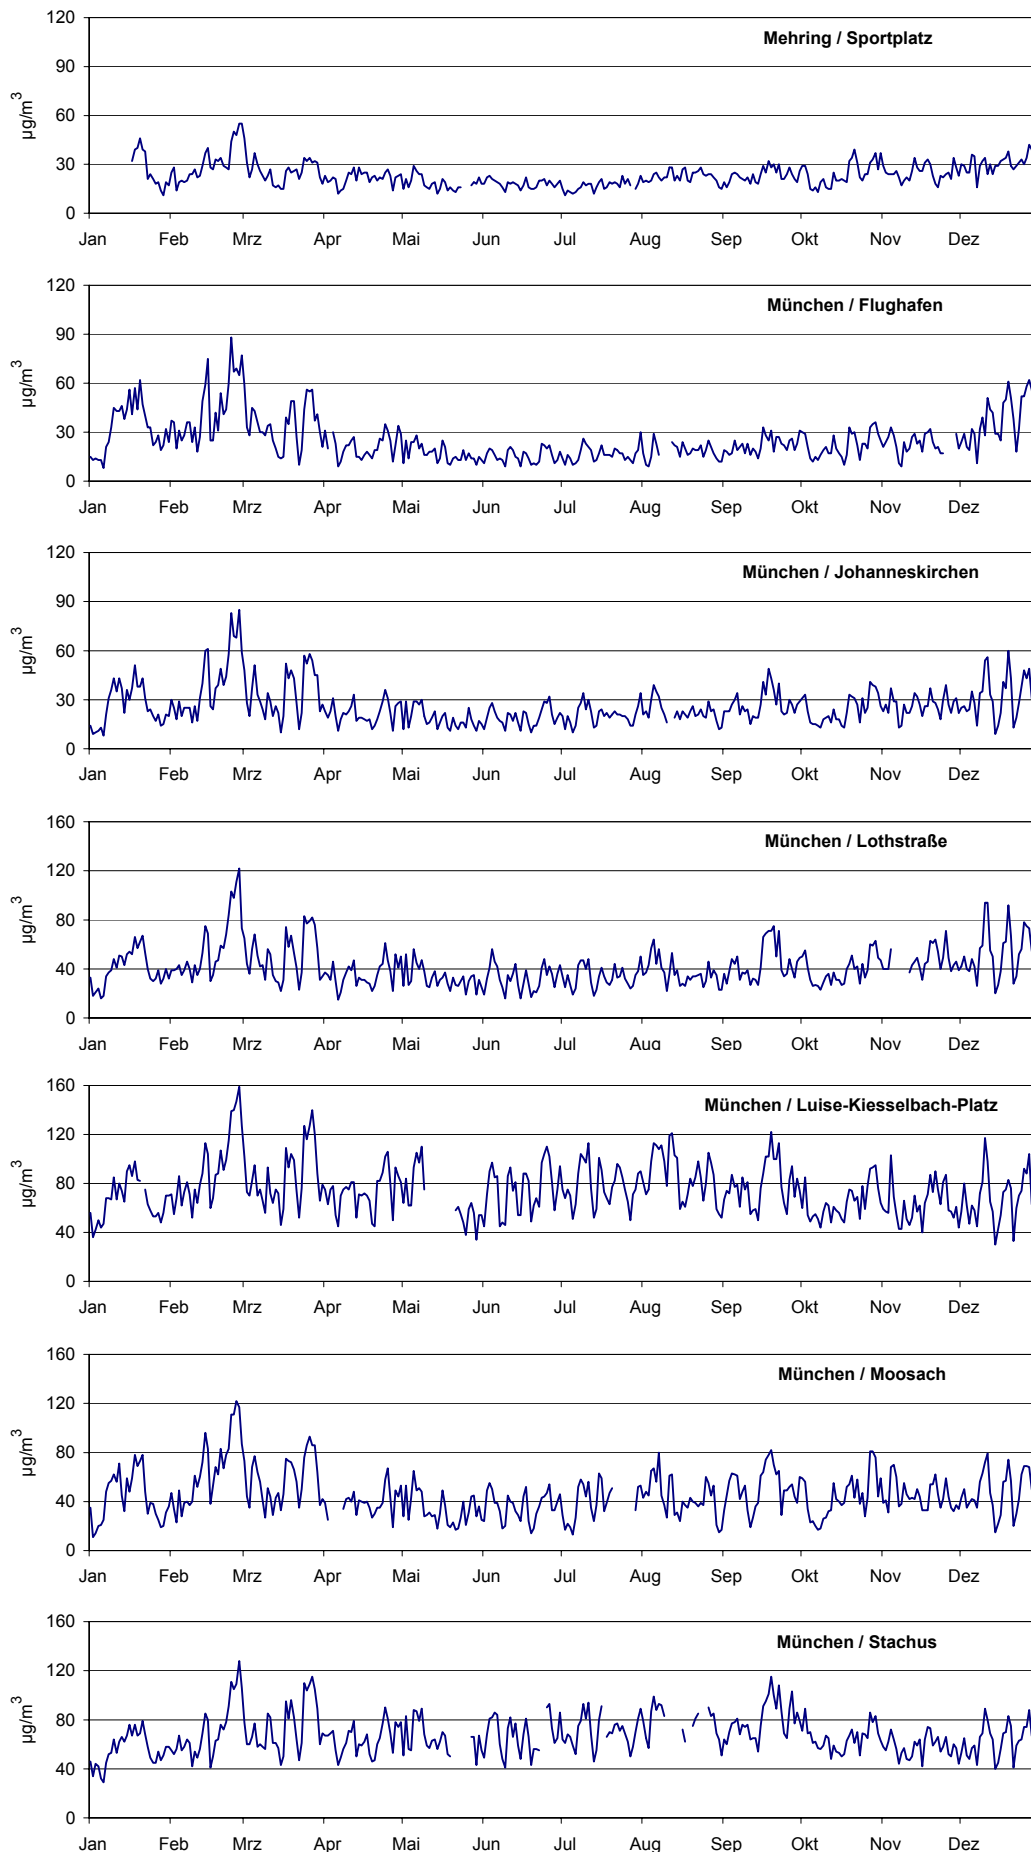 120
Mehring / Sportplatz
90
µg/m³
60
30
0
Jan Feb Mrz Apr Mai Jun Jul Aug Sep Okt Nov Dez
120
München / Flughafen
90
µg/m³
60
30
0
Jan Feb Mrz Apr Mai Jun Jul Aug Sep Okt Nov Dez
120
München / Johanneskirchen
90
µg/m³
60
30
0
Jan Feb Mrz Apr Mai Jun Jul Aug Sep Okt Nov Dez
160
München / Lothstraße
120
µg/m³
80
40
0
Jan Feb Mrz Apr Mai Jun Jul Aug Sep Okt Nov Dez
160
München / Luise-Kiesselbach-Platz
120
µg/m³
80
40
0
Jan Feb Mrz Apr Mai Jun Jul Aug Sep Okt Nov Dez
160
München / Moosach
120
µg/m³
80
40
0
Jan Feb Mrz Apr Mai Jun Jul Aug Sep Okt Nov Dez
160
München / Stachus
120
µg/m³
80
40
0
Jan Feb Mrz Apr Mai Jun Jul Aug Sep Okt Nov Dez